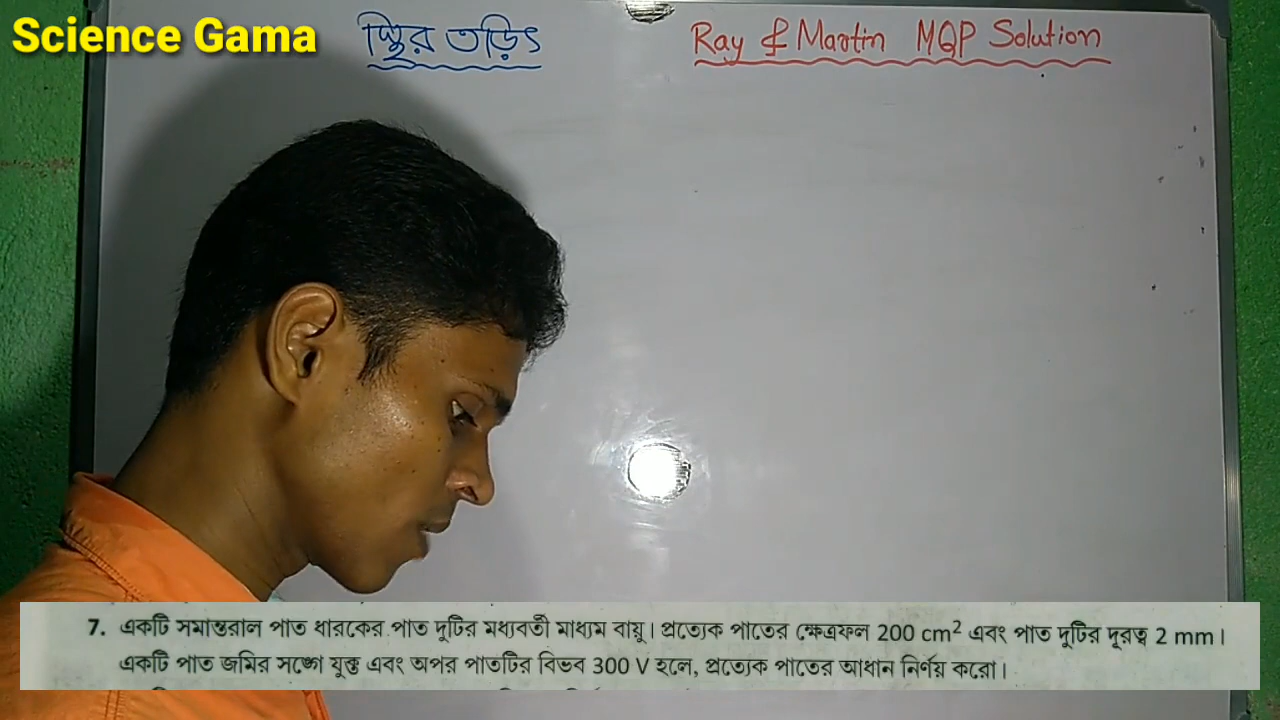 Science Gama
স্থির তড়িৎ
Ray & Martin MQP Solution
7. একটি সমান্তরাল পাত ধারকের পাত দুটির মধ্যবর্তী মাধ্যম বায়ু। প্রত্যেক পাতের ক্ষেত্রফল 200 cm² এবং পাত দুটির দূরত্ব 2 mm।
একটি পাত জমির সঙ্গে যুক্ত এবং অপর পাতটির বিভব 300 V হলে, প্রত্যেক পাতের আধান নির্ণয় করো।